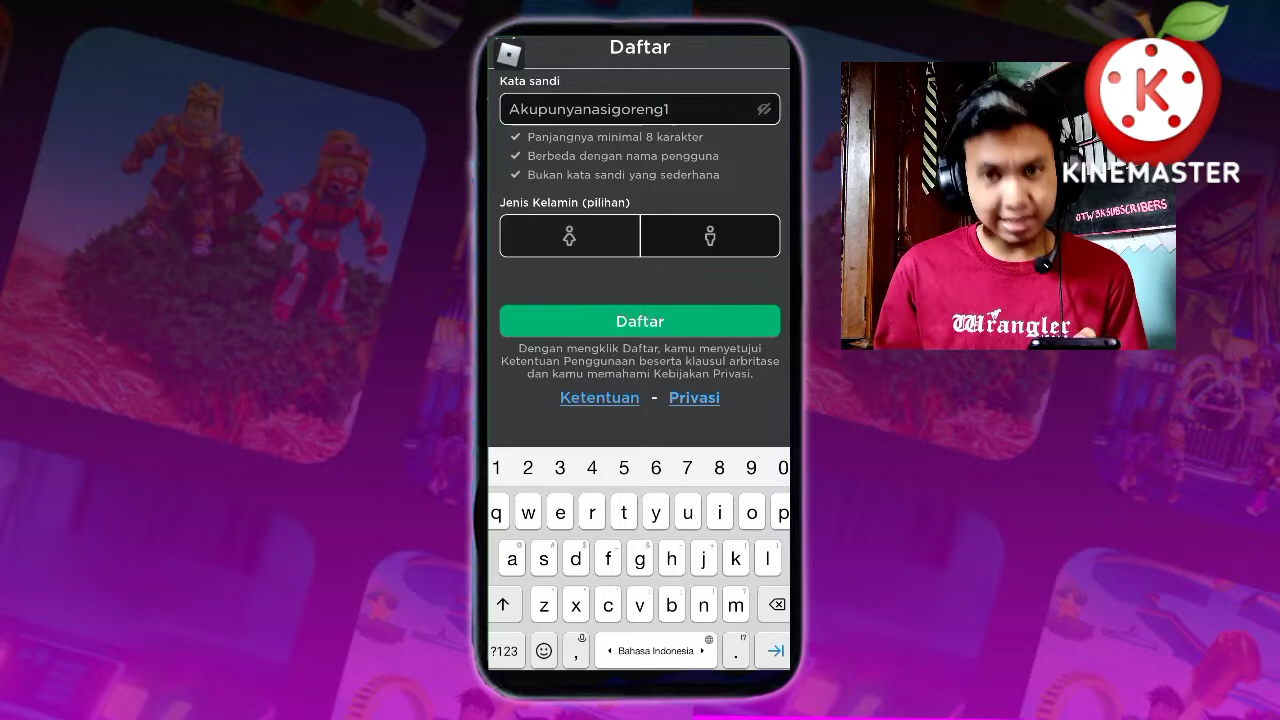 Daftar
Kata sandi
Akupunyanasigoreng1
Panjangnya minimal 8 karakter
Berbeda dengan nama pengguna
Bukan kata sandi yang sederhana
Jenis Kelamin (pilihan)
Daftar
Dengan mengklik Daftar, kamu menyetujui
Ketentuan Penggunaan beserta klausul arbritase
dan kamu memahami Kebijakan Privasi.
Ketentuan - Privasi
1 2 3 4 5 6 7 8 9 0
q w e r t y u i o p
a s d f g h j k l
z x c v b n m
?123 , Bahasa Indonesia .
K
KINEMASTER
OTW3KSUBSCRIBERS
Wrangler